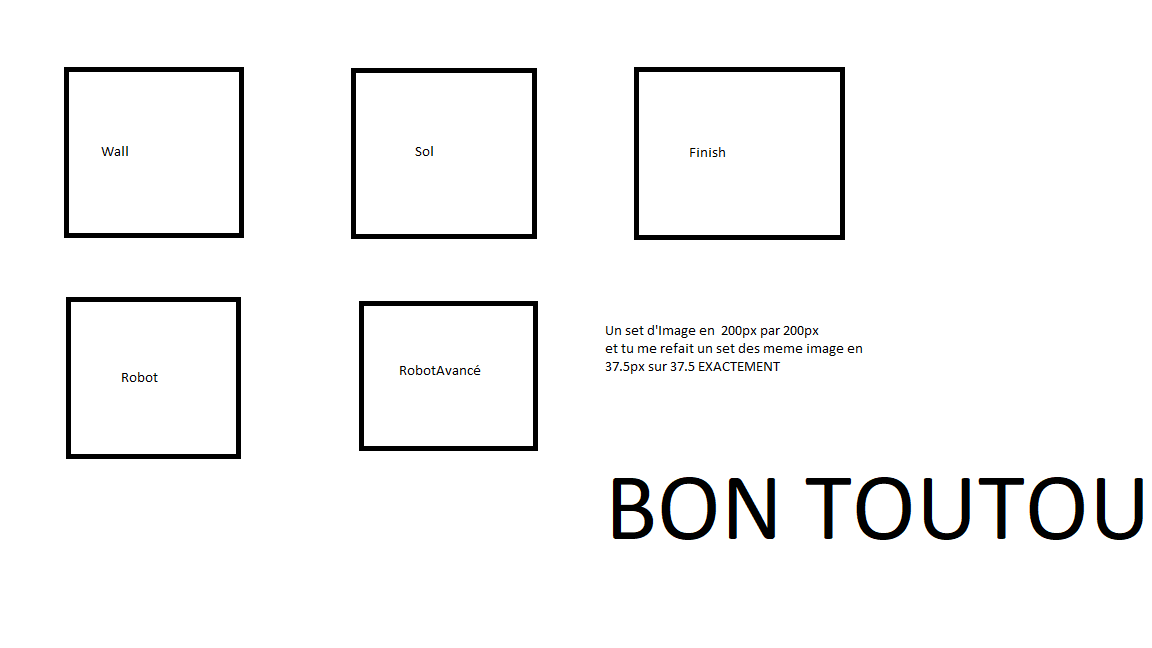 Wall
Sol
Finish
Robot
RobotAvancé
Un set d'Image en  200px par 200px
et tu me refait un set des meme image en
37.5px sur 37.5 EXACTEMENT
BON TOUTOU